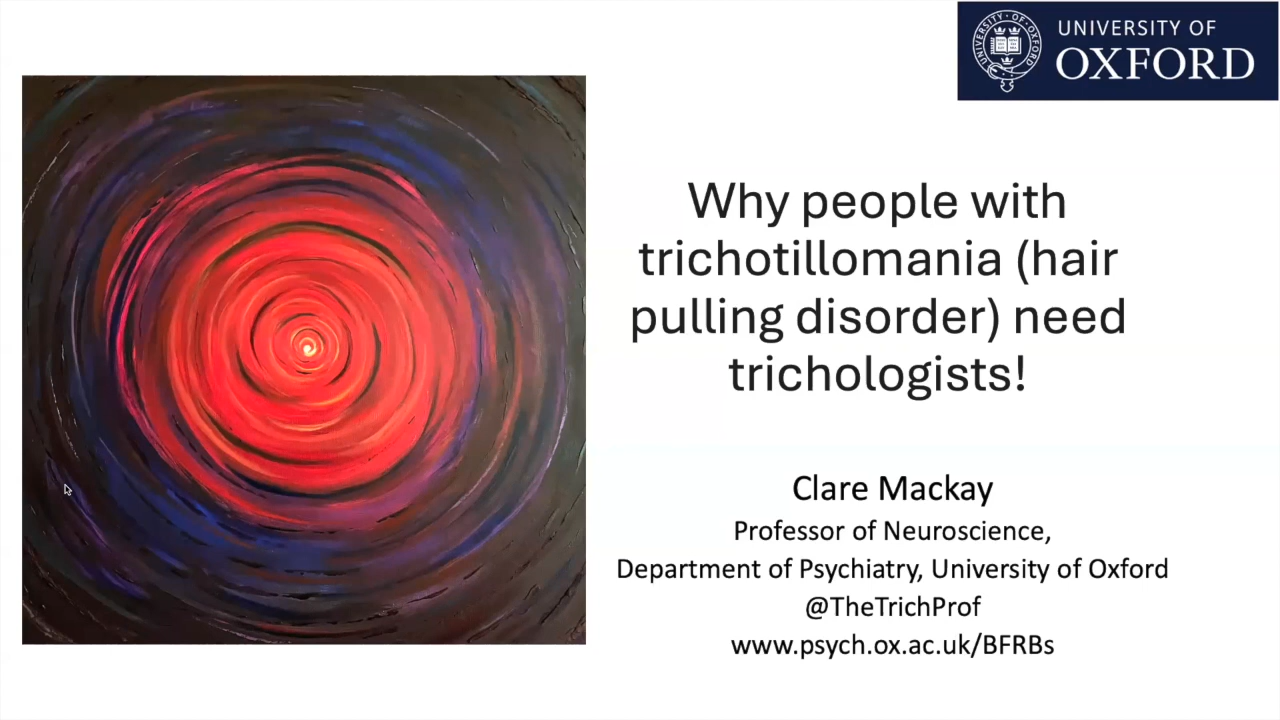 UNIVERSITY OF
OXFORD
Why people with
trichotillomania (hair
pulling disorder) need
trichologists!
Clare Mackay
Professor of Neuroscience,
Department of Psychiatry, University of Oxford
@TheTrichProf
www.psych.ox.ac.uk/BFRBs